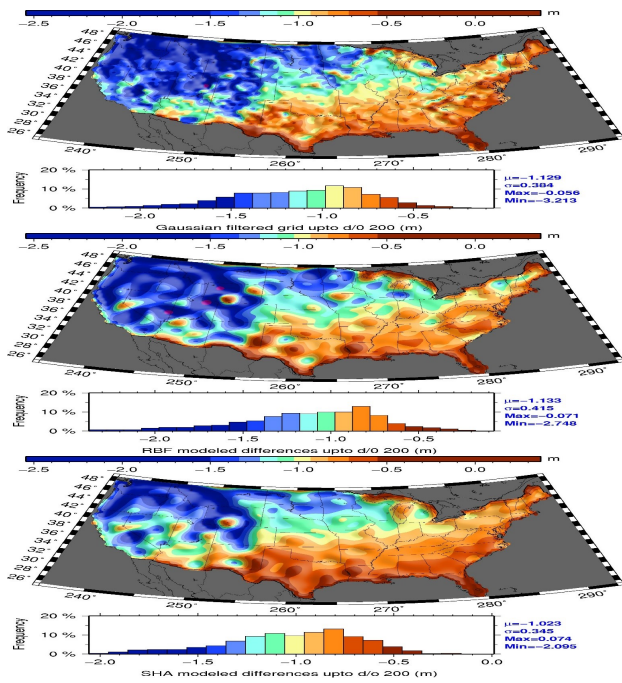 −2.5 −2.0 −1.5 −1.0 −0.5 0.0 m
48°
46°
44°
42°
40°
38°
36°
34°
32°
30°
28°
26°
240° 250° 260° 270° 280° 290°
20 %
10 %
0 %
Frequency
−2.0 −1.5 −1.0 −0.5
μ=−1.129
σ=0.384
Max=−0.056
Min=−3.213
Gaussian filtered grid upto d/0 200 (m)
−2.5 −2.0 −1.5 −1.0 −0.5 0.0 m
48°
46°
44°
42°
40°
38°
36°
34°
32°
30°
28°
26°
240° 250° 260° 270° 280° 290°
20 %
10 %
0 %
Frequency
−2.0 −1.5 −1.0 −0.5
μ=−1.133
σ=0.415
Max=−0.071
Min=−2.748
RBF modeled differences upto d/0 200 (m)
−2.5 −2.0 −1.5 −1.0 −0.5 0.0 m
48°
46°
44°
42°
40°
38°
36°
34°
32°
30°
28°
26°
240° 250° 260° 270° 280° 290°
20 %
10 %
0 %
Frequency
−2.0 −1.5 −1.0 −0.5 0.0
μ=−1.023
σ=0.345
Max=0.074
Min=−2.095
SHA modeled differences upto d/o 200 (m)